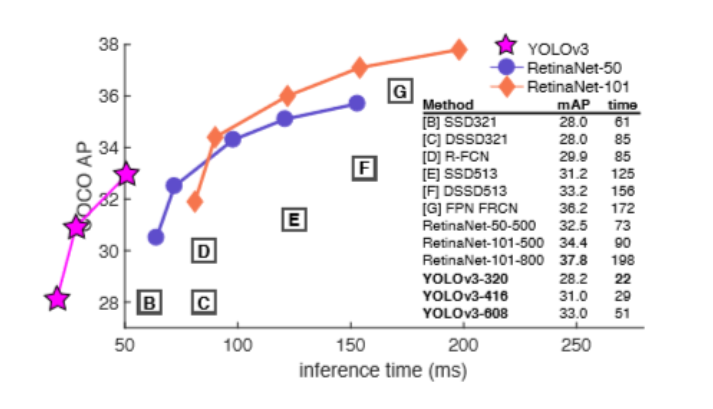 38
36
34
32
30
28
COCO AP
50 100 150 200 250
inference time (ms)
B
C
D
E
F
G
YOLOv3
RetinaNet-50
RetinaNet-101
Method mAP time
[B] SSD321 28.0 61
[C] DSSD321 28.0 85
[D] R-FCN 29.9 85
[E] SSD513 31.2 125
[F] DSSD513 33.2 156
[G] FPN FRCN 36.2 172
RetinaNet-50-500 32.5 73
RetinaNet-101-500 34.4 90
RetinaNet-101-800 37.8 198
YOLOv3-320 28.2 22
YOLOv3-416 31.0 29
YOLOv3-608 33.0 51